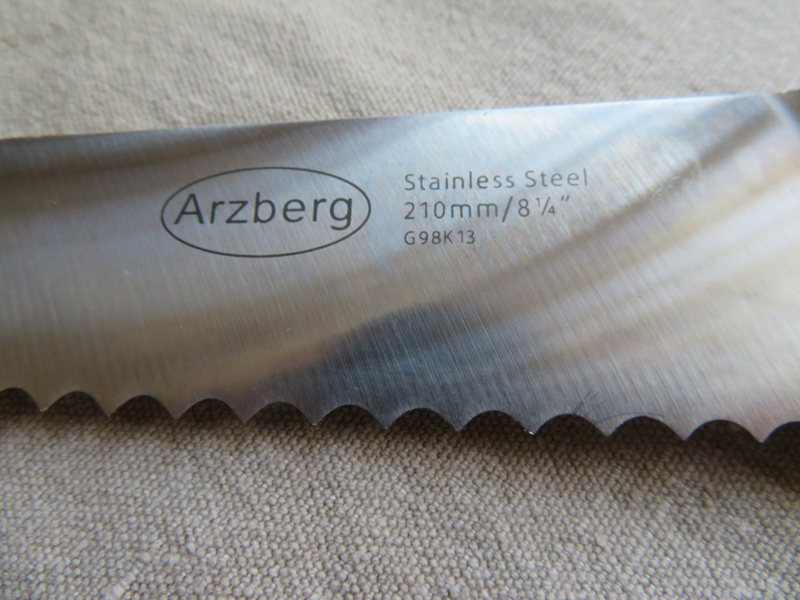 Arzberg
Stainless Steel
210mm/8¼"
G98K13